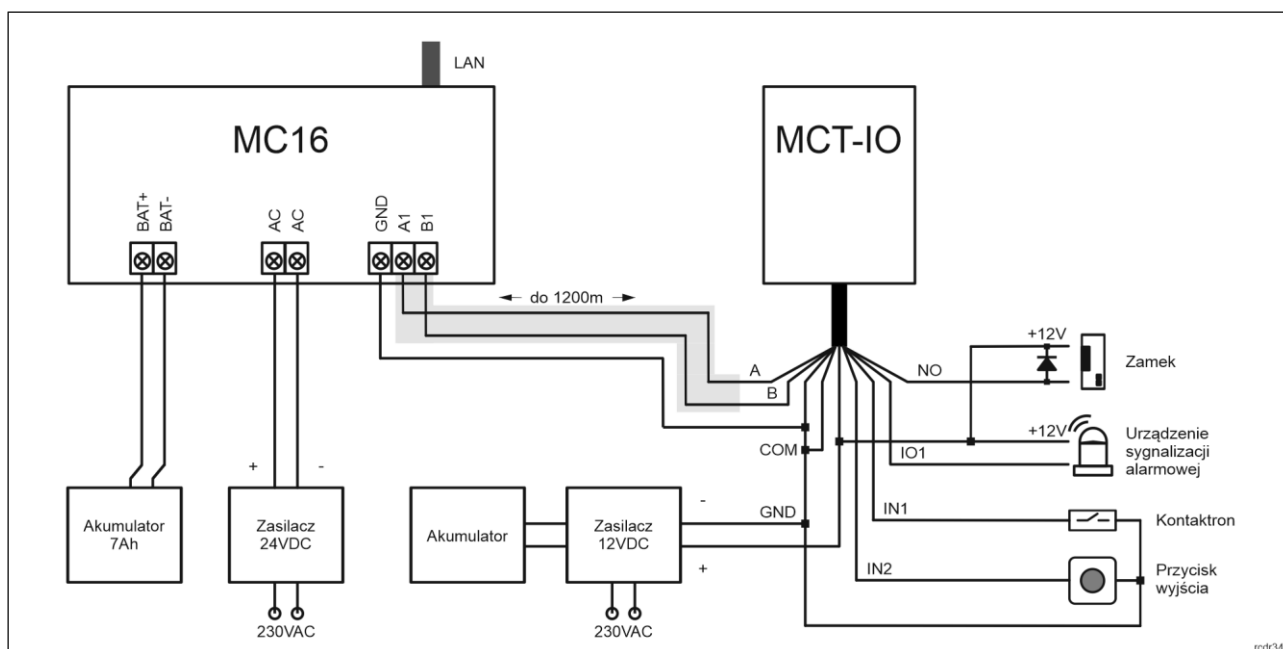 LAN
MC16
MCT-IO
BAT+
BAT-
AC
AC
GND
A1
B1
do 1200m
+12V
Zamek
A
NO
B
+12V
Urządzenie
sygnalizacji
alarmowej
COM
IO1
+
-
-
GND
IN1
Kontaktron
Akumulator
7Ah
Zasilacz
24VDC
Akumulator
Zasilacz
12VDC
+
IN2
Przycisk
wyjścia
230VAC
230VAC
rcdr34